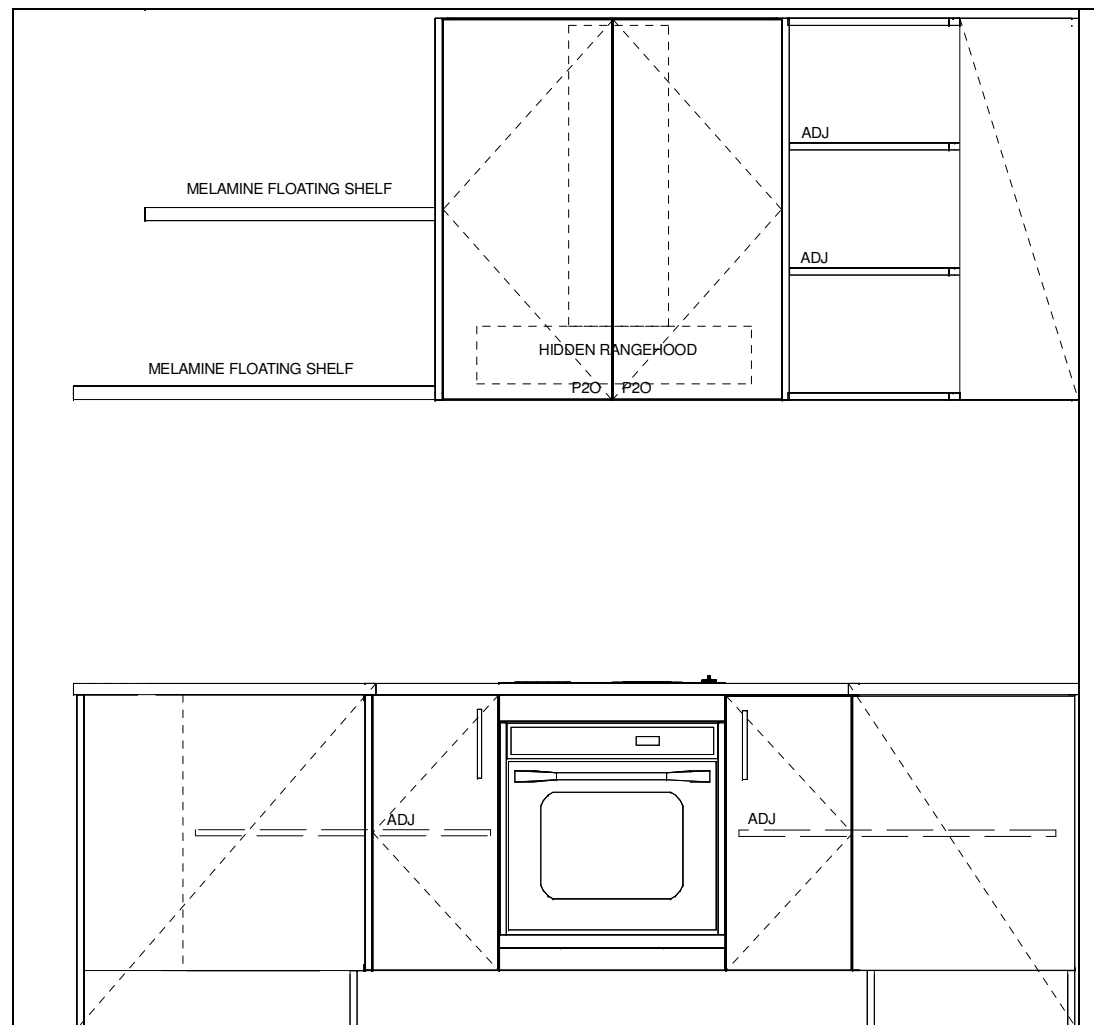 ADJ
MELAMINE FLOATING SHELF
ADJ
HIDDEN RANGEHOOD
MELAMINE FLOATING SHELF
P2O P2O
ADJ
ADJ